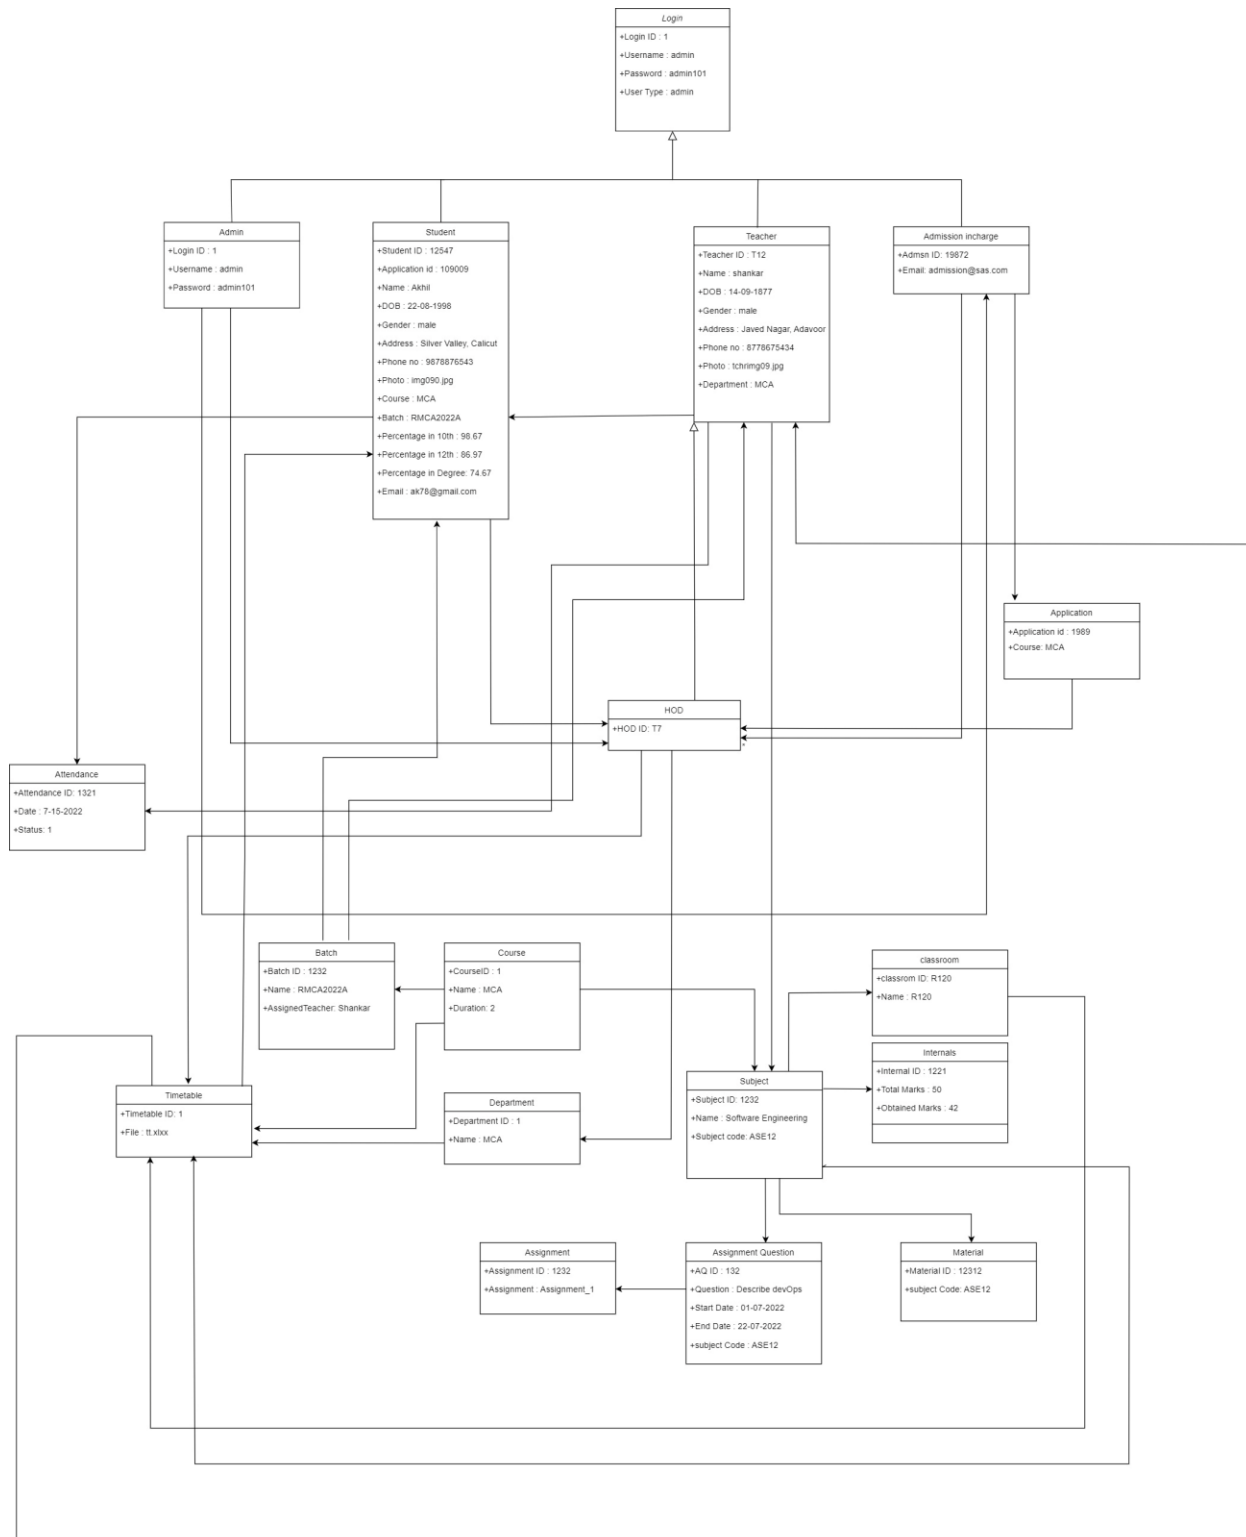 Login
+Login ID : 1
+Username : admin
+Password : admin101
+User Type : admin
Admin
+Login ID : 1
+Username : admin
+Password : admin101
Student
+Student ID : 12547
+Application id : 109009
+Name : Akhil
+DOB : 22-08-1998
+Gender : male
+Address : Silver Valley, Calicut
+Phone no : 9878876543
+Photo : img090.jpg
+Course : MCA
+Batch : RMCA2022A
+Percentage in 10th : 98.67
+Percentage in 12th : 86.97
+Percentage in Degree: 74.67
+Email : ak78@gmail.com
Teacher
+Teacher ID : T12
+Name : shankar
+DOB : 14-09-1877
+Gender : male
+Address : Javed Nagar, Adavoor
+Phone no : 8778675434
+Photo : tchrimg09.jpg
+Department : MCA
Admission incharge
+Admsn ID: 19872
+Email: admission@sas.com
Application
+Application id : 1989
+Course: MCA
HOD
+HOD ID: T7
*
Attendance
+Attendance ID: 1321
+Date : 7-15-2022
+Status: 1
Batch
+Batch ID : 1232
+Name : RMCA2022A
+AssignedTeacher: Shankar
Course
+CourseID : 1
+Name : MCA
+Duration: 2
classroom
+classrom ID: R120
+Name : R120
Internals
+Internal ID : 1221
+Total Marks : 50
+Obtained Marks : 42
Timetable
+Timetable ID: 1
+File : tt.xlxx
Department
+Department ID : 1
+Name : MCA
Subject
+Subject ID: 1232
+Name : Software Engineering
+Subject code: ASE12
Assignment
+Assignment ID : 1232
+Assignment : Assignment_1
Assignment Question
+AQ ID : 132
+Question : Describe devOps
+Start Date : 01-07-2022
+End Date : 22-07-2022
+subject Code : ASE12
Material
+Material ID : 12312
+subject Code: ASE12